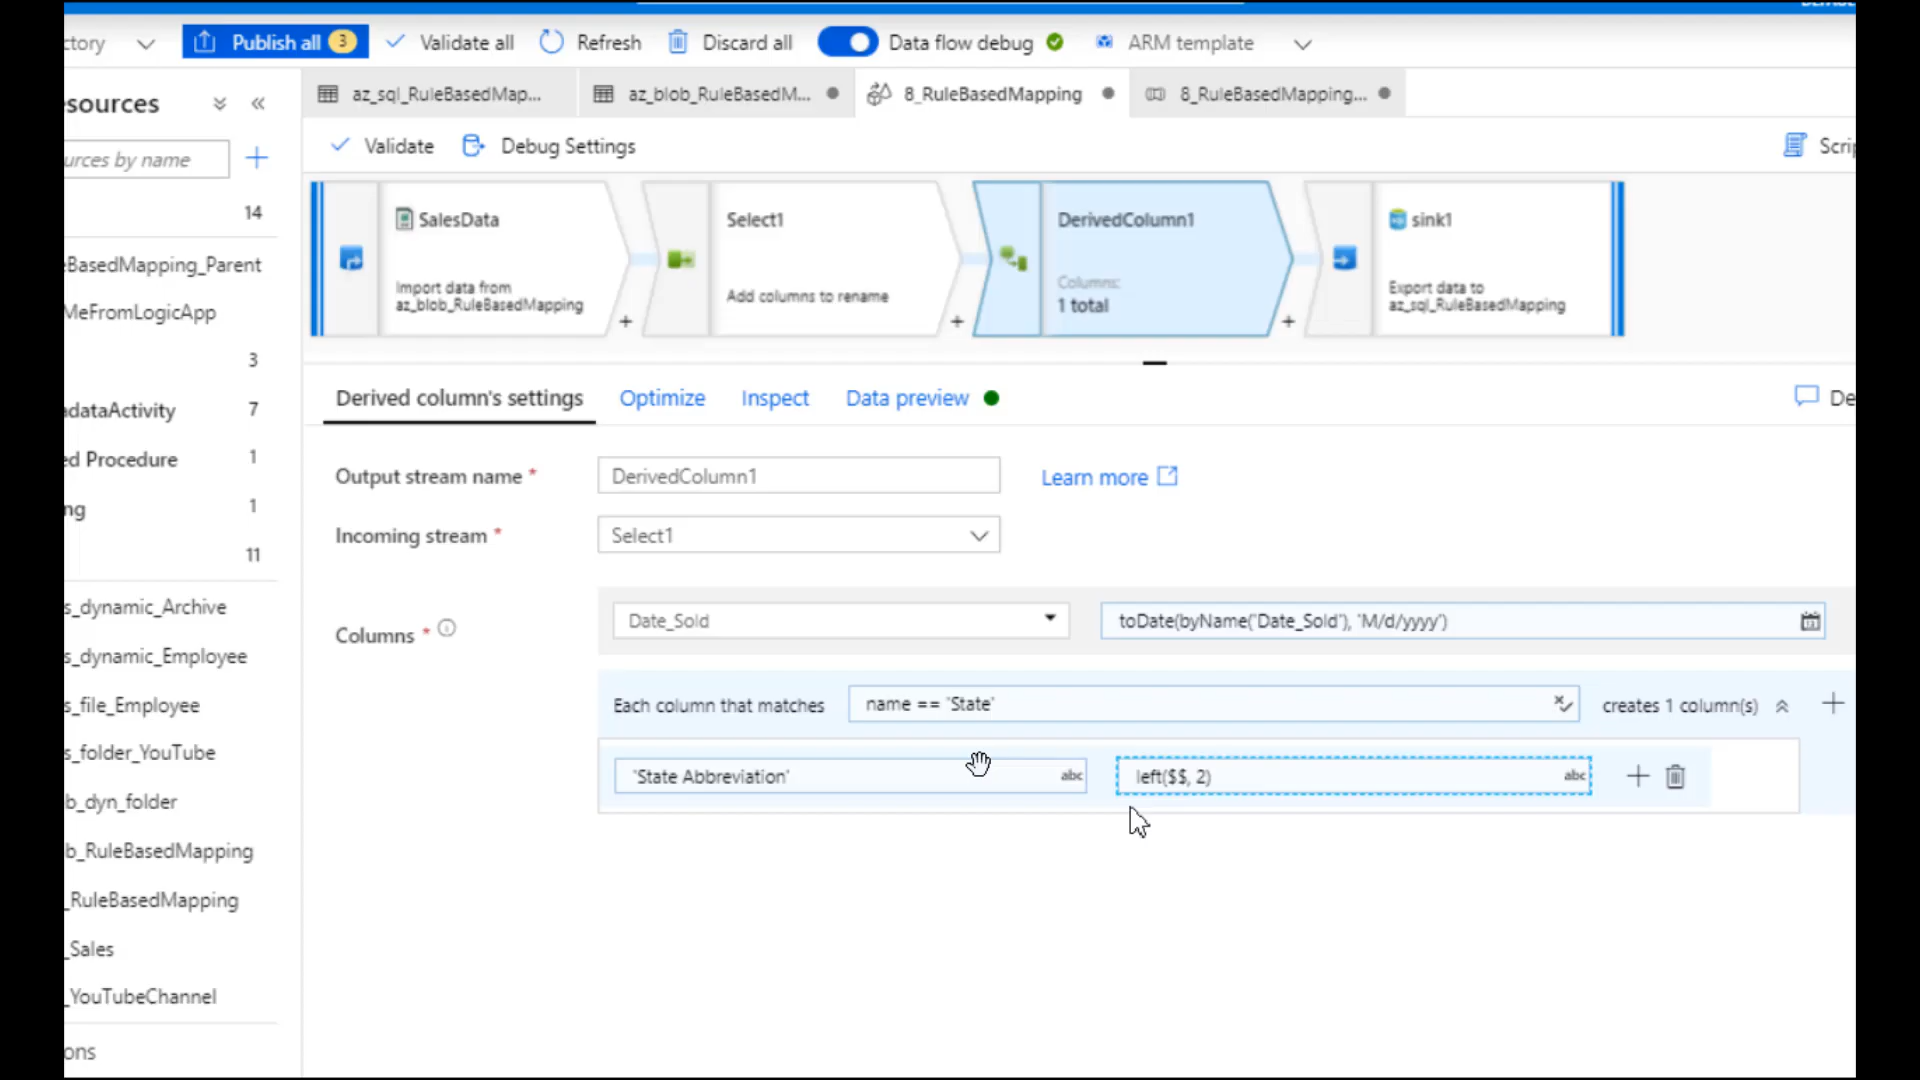 ctory Publish all 3 Validate all Refresh Discard all Data flow debug ARM template
esources
az_sql_RuleBasedMap... az_blob_RuleBasedM... 8_RuleBasedMapping 8_RuleBasedMapping...
urces by name
Validate Debug Settings Scrip
14
eBasedMapping_Parent
MeFromLogicApp
3
adataActivity 7
ed Procedure 1
ng 1
11
s_dynamic_Archive
s_dynamic_Employee
s_file_Employee
s_folder_YouTube
b_dyn_folder
b_RuleBasedMapping
_RuleBasedMapping
_Sales
_YouTubeChannel
ons
SalesData
Import data from
az_blob_RuleBasedMapping
+
Select1
Add columns to rename
+
DerivedColumn1
Columns:
1 total
+
sink1
Export data to
az_sql_RuleBasedMapping
Derived column's settings Optimize Inspect Data preview De
Output stream name * DerivedColumn1 Learn more
Incoming stream * Select1
Columns * Date_Sold toDate(byName('Date_Sold'), 'M/d/yyyy')
Each column that matches name == 'State' creates 1 column(s) +
'State Abbreviation' abc left($$, 2) abc +